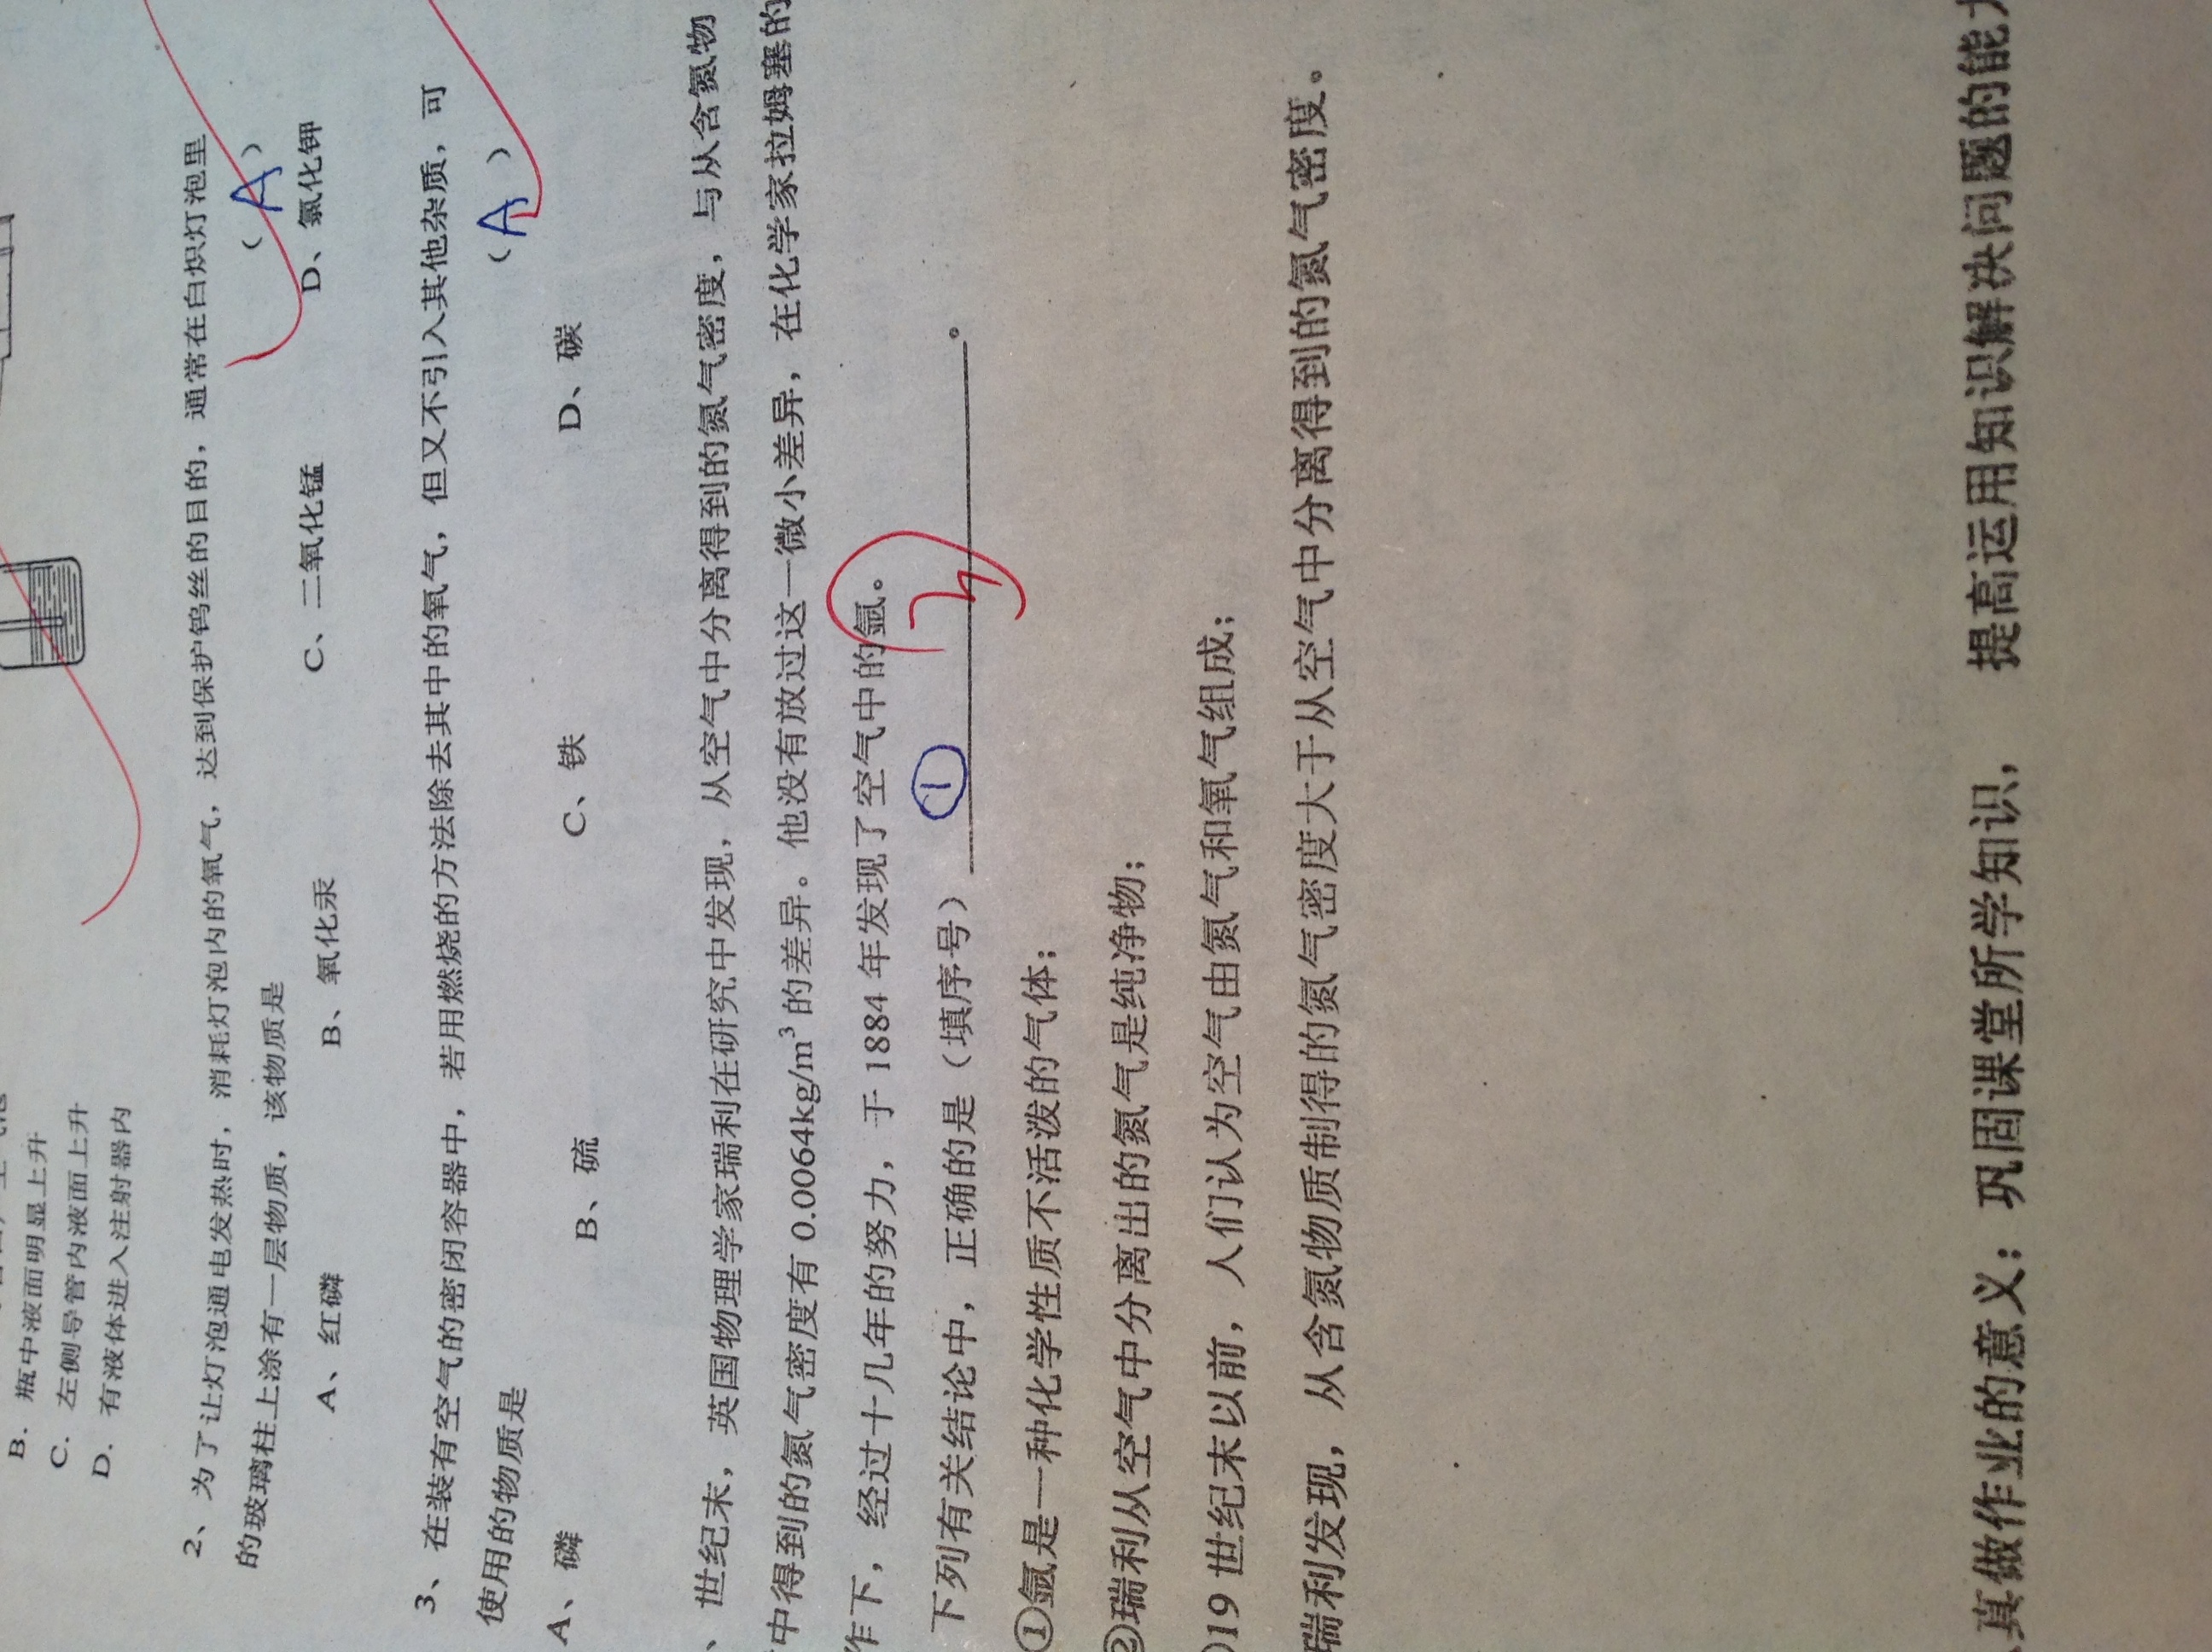 B. 瓶中液面明显上升
C. 左侧导管内液面上升
D. 有液体进入注射器内
2、为了让灯泡通电发热时，消耗灯泡内的氧气，达到保护钨丝的目的，通常在白炽灯泡里
的玻璃柱上涂有一层物质，该物质是 （A）
A、红磷 B、氧化汞 C、二氧化锰 D、氯化钾
3、在装有空气的密闭容器中，若用燃烧的方法除去其中的氧气，但又不引入其他杂质，可
使用的物质是 （A）
A、磷 B、硫 C、铁 D、碳
、世纪末，英国物理学家瑞利在研究中发现，从空气中分离得到的氮气密度，与从含氮物
中得到的氮气密度有 0.0064kg/m³ 的差异。他没有放过这一微小差异，在化学家拉姆塞的
作下，经过十几年的努力，于 1884 年发现了空气中的氩。
下列有关结论中，正确的是（填序号） ① 。
①氩是一种化学性质不活泼的气体；
②瑞利从空气中分离出的氮气是纯净物；
19 世纪末以前，人们认为空气由氮气和氧气组成；
瑞利发现，从含氮物质制得的氮气密度大于从空气中分离得到的氮气密度。
真做作业的意义：巩固课堂所学知识， 提高运用知识解决问题的能